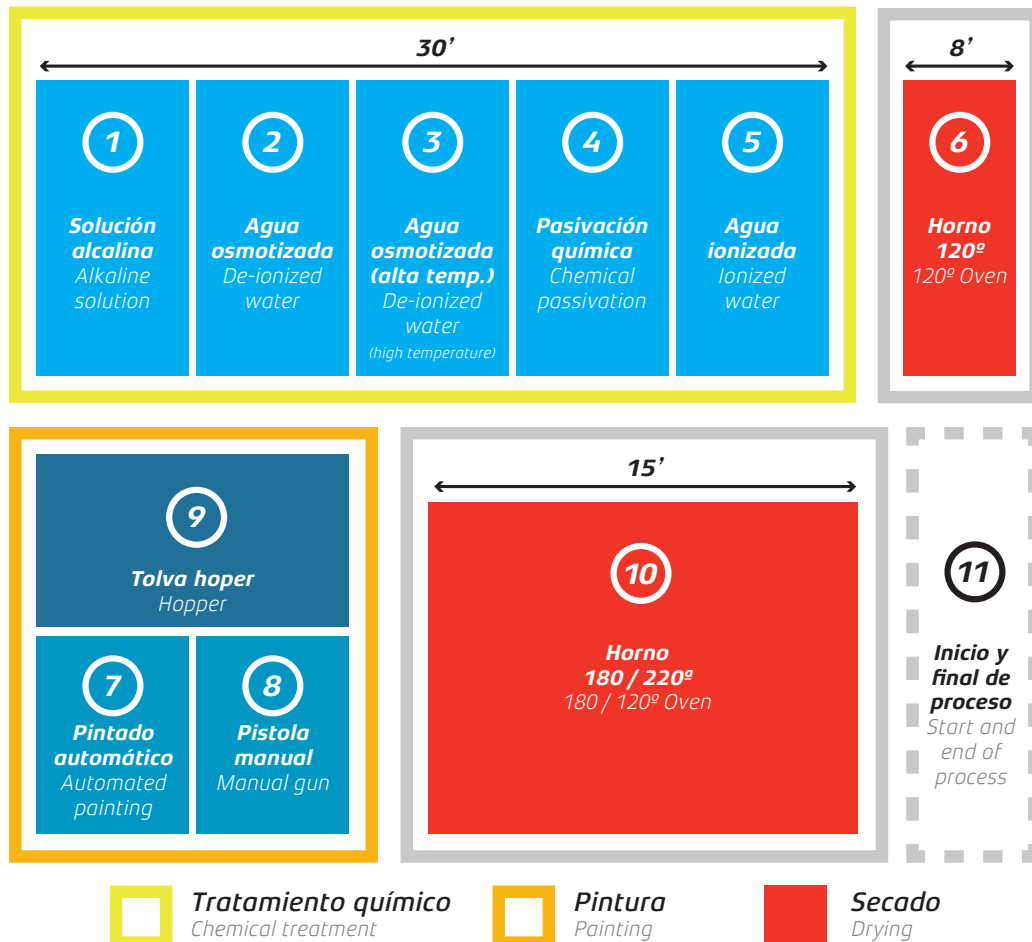 30’
8’
1
Solución
alcalina
Alkaline
solution
2
Agua
osmotizada
De-ionized
water
3
Agua
osmotizada
(alta temp.)
De-ionized
water
(high temperature)
4
Pasivación
química
Chemical
passivation
5
Agua
ionizada
Ionized
water
6
Horno
120º
120º Oven
9
Tolva hoper
Hopper
7
Pintado
automático
Automated
painting
8
Pistola
manual
Manual gun
15’
10
Horno
180 / 220ª
180 / 120º Oven
11
Inicio y
final de
proceso
Start and
end of
process
Tratamiento químico
Chemical treatment
Pintura
Painting
Secado
Drying